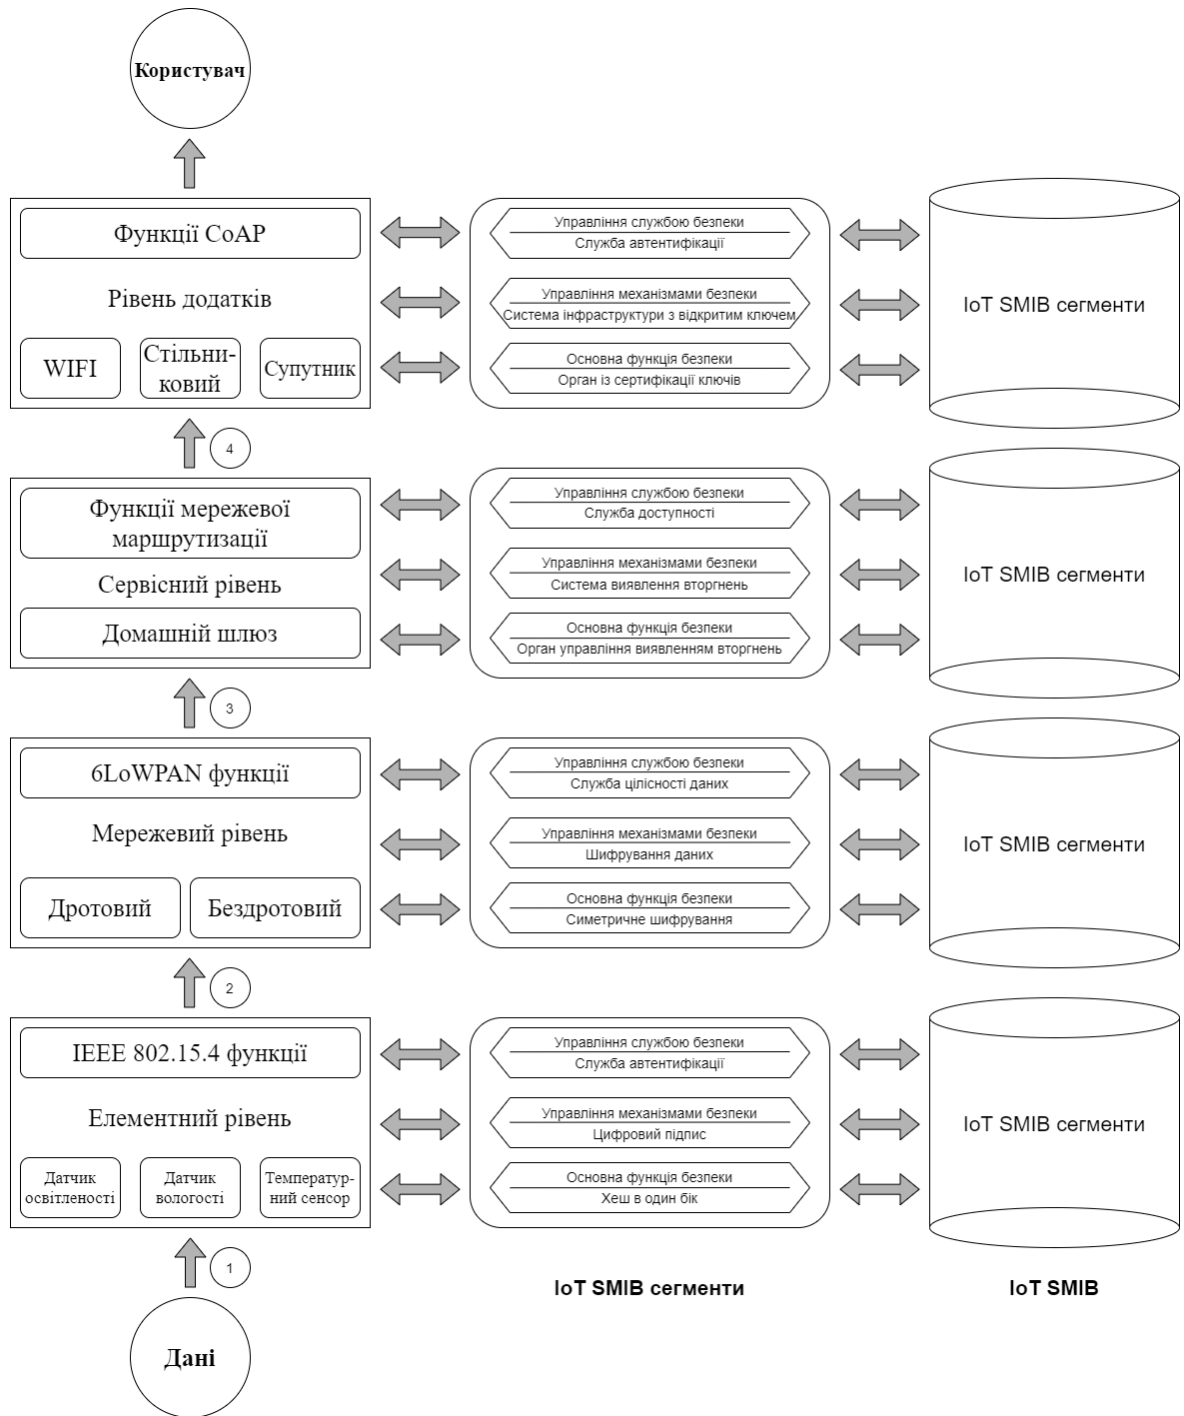 Користувач
Функції CoAP
Рівень додатків
WIFI
Стільни-
ковий
Супутник
Управління службою безпеки
Служба автентифікації
Управління механізмами безпеки
Система інфраструктури з відкритим ключем
Основна функція безпеки
Орган із сертифікації ключів
IoT SMIB сегменти
4
Функції мережевої
маршрутизації
Сервісний рівень
Домашній шлюз
Управління службою безпеки
Служба доступності
Управління механізмами безпеки
Система виявлення вторгнень
Основна функція безпеки
Орган управління виявленням вторгнень
IoT SMIB сегменти
3
6LoWPAN функції
Мережевий рівень
Дротовий
Бездротовий
Управління службою безпеки
Служба цілісності даних
Управління механізмами безпеки
Шифрування даних
Основна функція безпеки
Симетричне шифрування
IoT SMIB сегменти
2
IEEE 802.15.4 функції
Елементний рівень
Датчик
освітленості
Датчик
вологості
Температур-
ний сенсор
Управління службою безпеки
Служба автентифікації
Управління механізмами безпеки
Цифровий підпис
Основна функція безпеки
Хеш в один бік
IoT SMIB сегменти
1
IoT SMIB сегменти
IoT SMIB
Дані